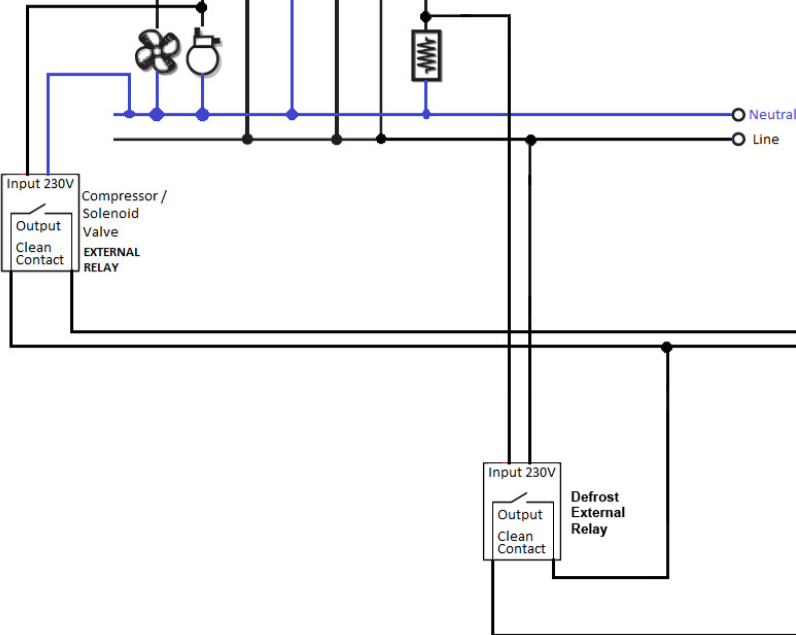 Neutral
Line
Input 230V
Output
Clean
Contact
Compressor /
Solenoid
Valve
EXTERNAL
RELAY
Input 230V
Output
Clean
Contact
Defrost
External
Relay